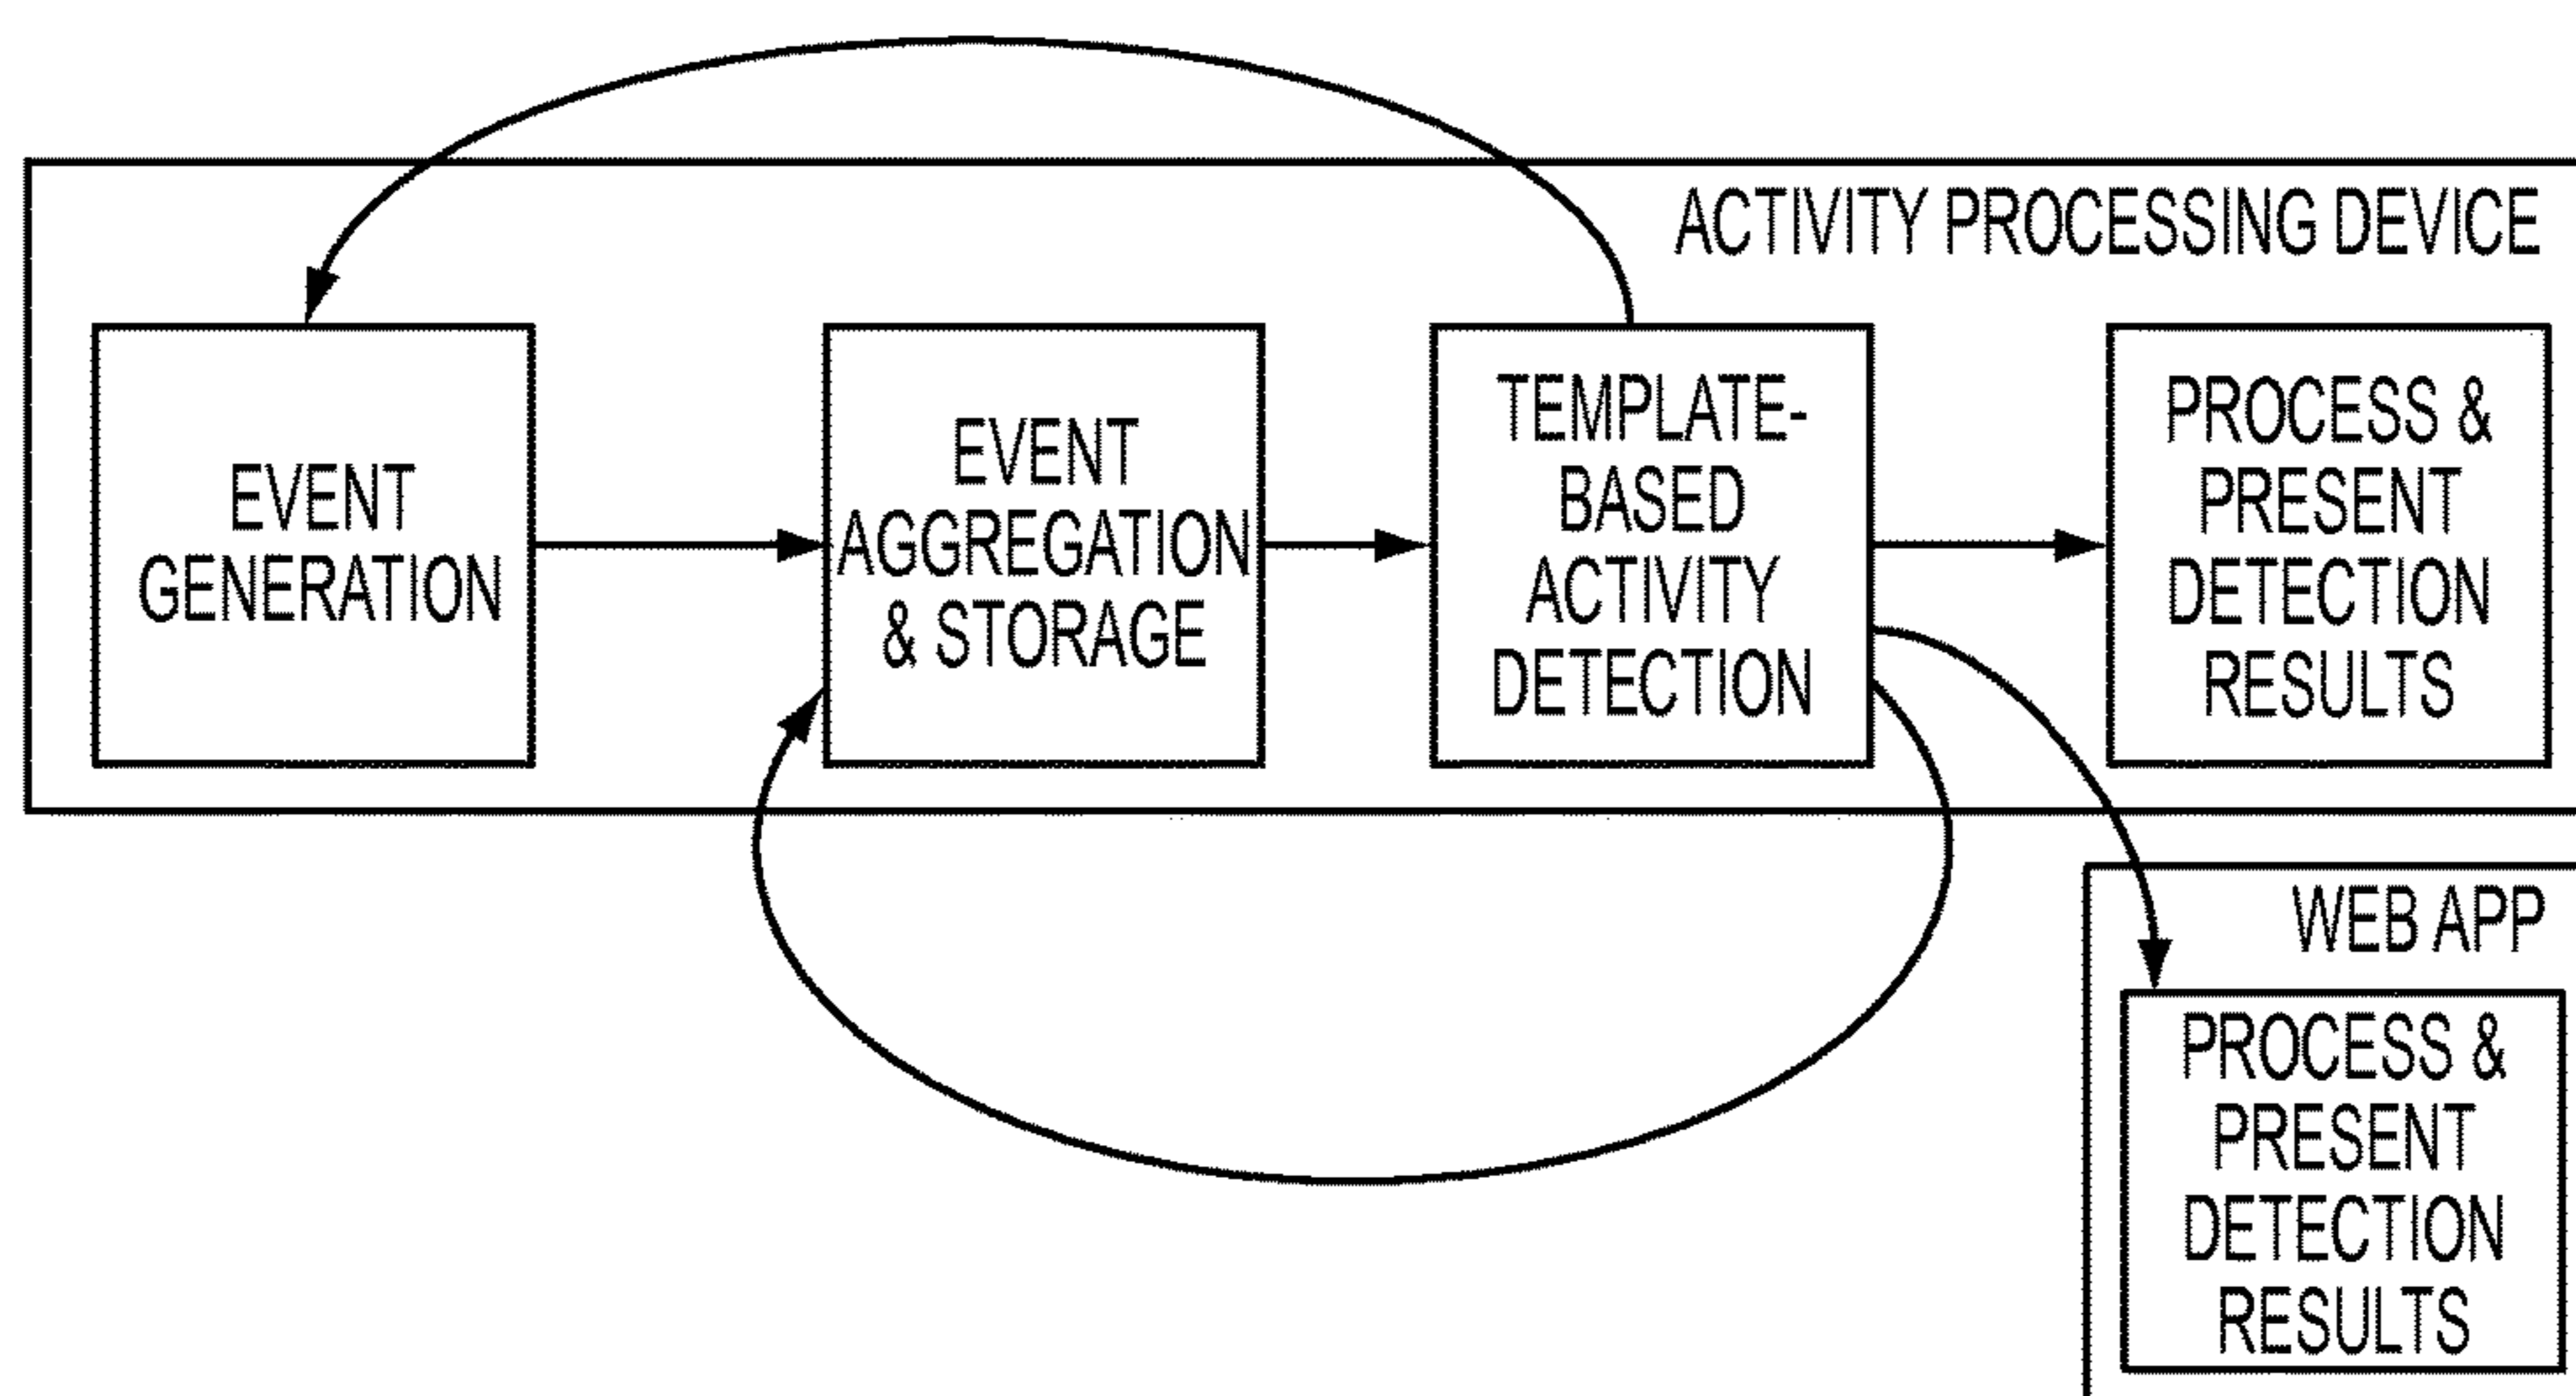 ACTIVITY PROCESSING DEVICE
EVENT
GENERATION
EVENT
AGGREGATION
& STORAGE
TEMPLATE-
BASED
ACTIVITY
DETECTION
PROCESS &
PRESENT
DETECTION
RESULTS
WEB APP
PROCESS &
PRESENT
DETECTION
RESULTS